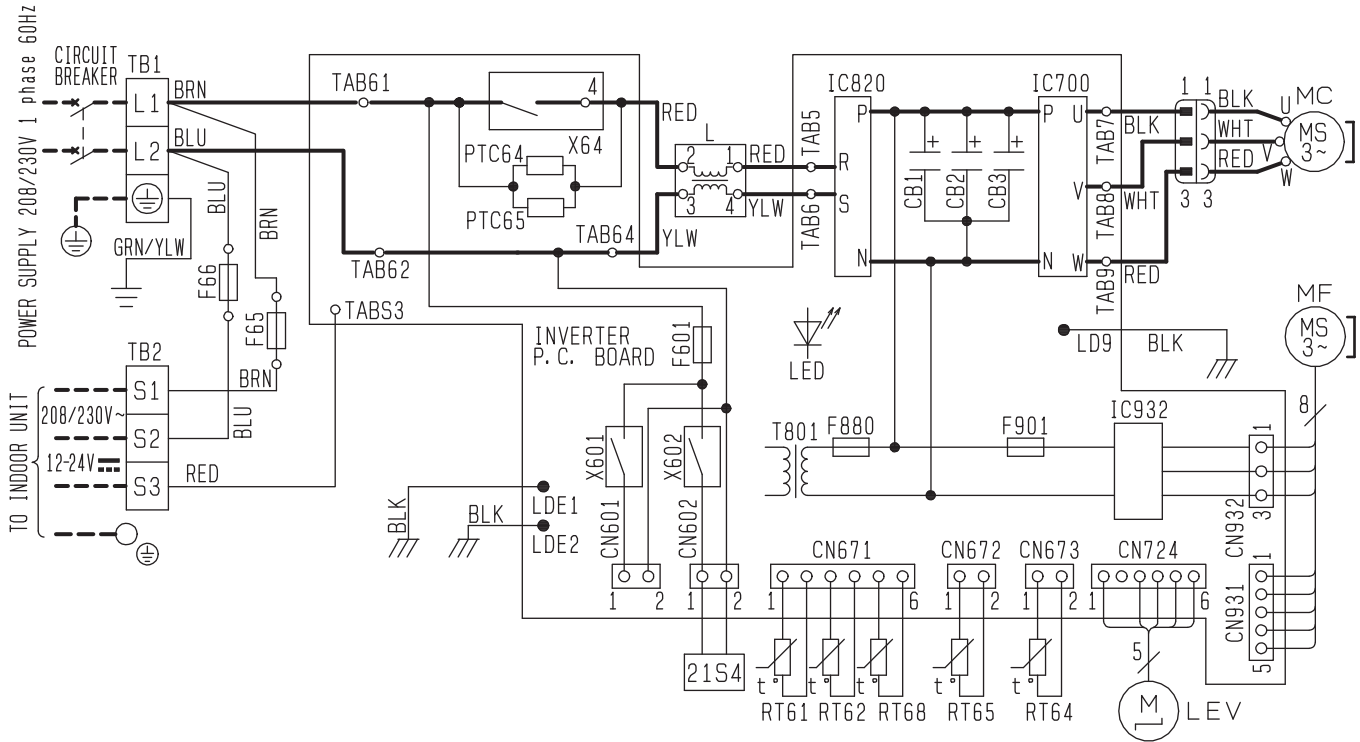 POWER SUPPLY 208/230V 1 phase 60Hz
CIRCUIT
BREAKER
TB1
L1
L2
BRN
BLU
BLU
BRN
GRN/YLW
F66
F65
TB2
S1
S2
S3
BRN
BLU
RED
208/230V~
12-24V
TO INDOOR UNIT
TAB61
TAB62
TABS3
4
X64
PTC64
PTC65
TAB64
RED
YLW
L
2 1
3 4
RED
YLW
TAB5
TAB6
IC820
P
R
S
N
CB1
CB2
CB3
+
+
+
IC700
P
N
U
V
W
TAB7
TAB8
TAB9
BLK
WHT
RED
1 1
3 3
BLK
WHT
RED
U
V
W
MC
MS
3~
MF
MS
3~
8
INVERTER
P.C. BOARD
F601
LED
LD9
BLK
X601
X602
LDE1
LDE2
BLK
BLK
CN601
CN602
1 2
1 2
21S4
T801
F880
F901
IC932
1
3
CN932
1
5
CN931
CN671
1 6
CN672
1 2
CN673
1 2
CN724
1 6
t°
t°
t°
t°
t°
RT61
RT62
RT68
RT65
RT64
5
M
LEV